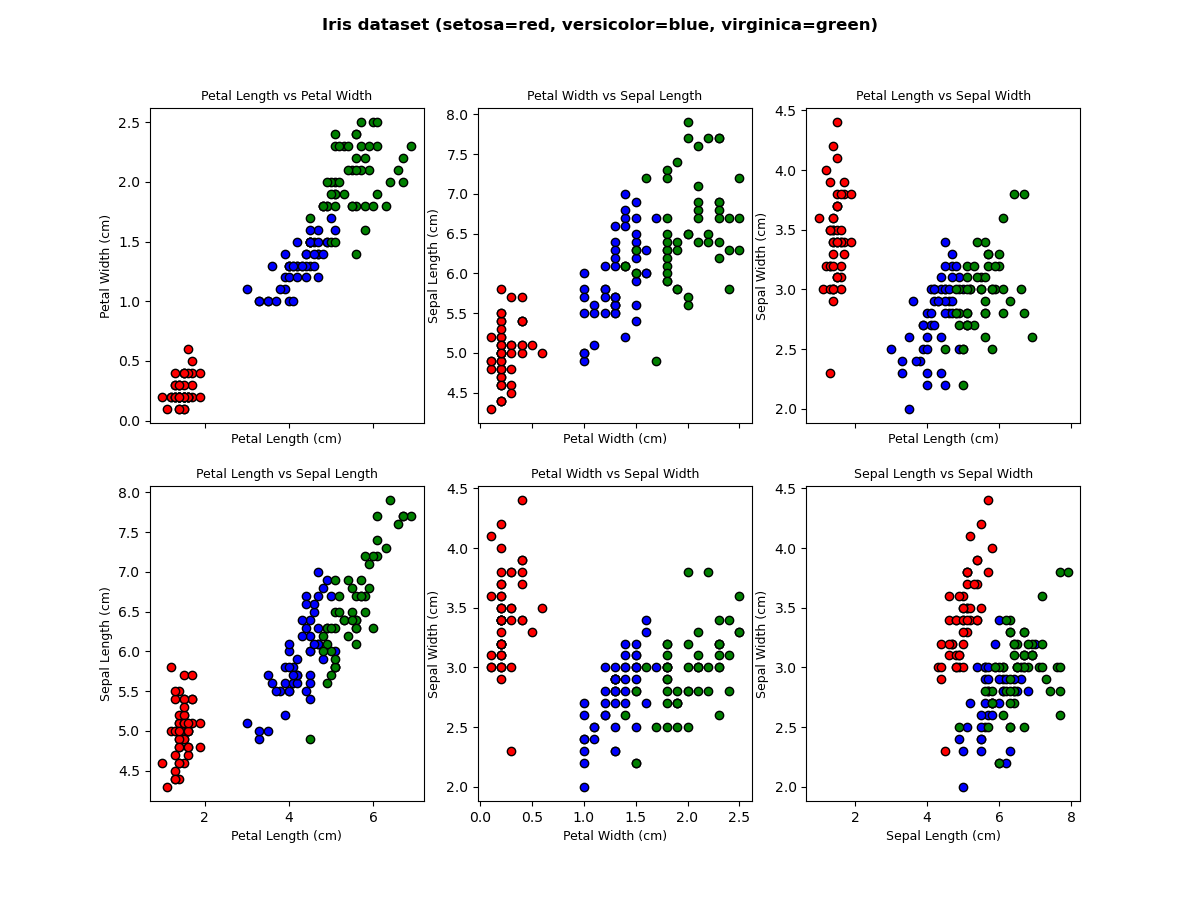 Iris dataset (setosa=red, versicolor=blue, virginica=green)
Petal Length vs Petal Width
2.5
2.0
1.5
1.0
0.5
0.0
Petal Width (cm)
Petal Length (cm)
Petal Width vs Sepal Length
8.0
7.5
7.0
6.5
6.0
5.5
5.0
4.5
Sepal Length (cm)
Petal Width (cm)
Petal Length vs Sepal Width
4.5
4.0
3.5
3.0
2.5
2.0
Sepal Width (cm)
Petal Length (cm)
Petal Length vs Sepal Length
8.0
7.5
7.0
6.5
6.0
5.5
5.0
4.5
Sepal Length (cm)
2 4 6
Petal Length (cm)
Petal Width vs Sepal Width
4.5
4.0
3.5
3.0
2.5
2.0
Sepal Width (cm)
0.0 0.5 1.0 1.5 2.0 2.5
Petal Width (cm)
Sepal Length vs Sepal Width
4.5
4.0
3.5
3.0
2.5
2.0
Sepal Width (cm)
2 4 6 8
Sepal Length (cm)